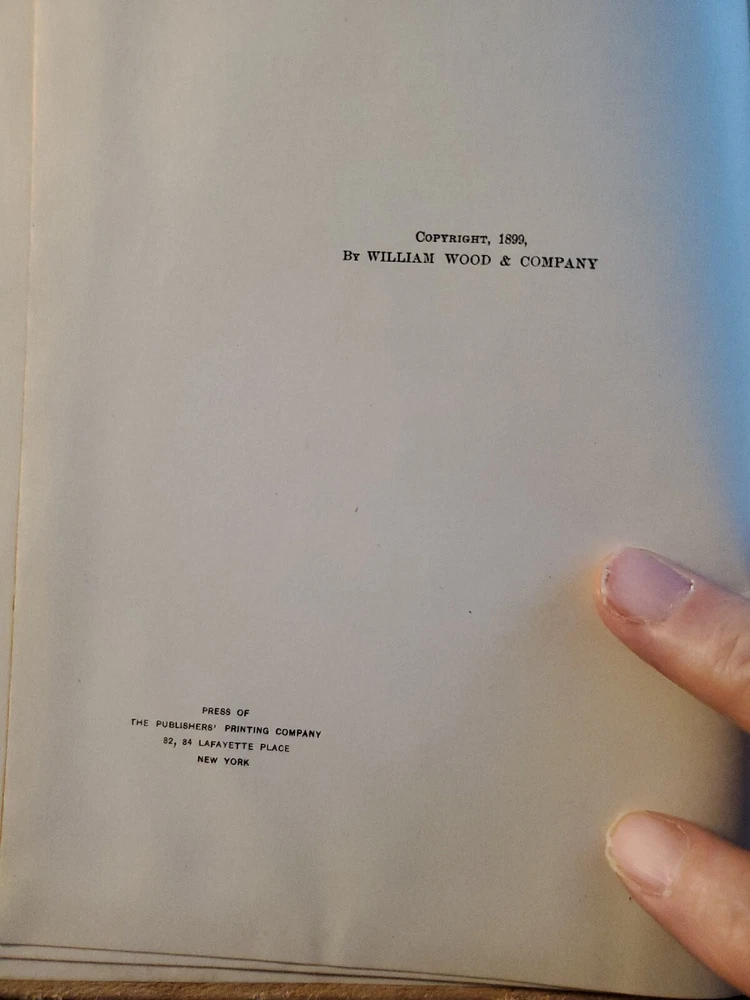 Copyright, 1899,
By WILLIAM WOOD & COMPANY
PRESS OF
THE PUBLISHERS' PRINTING COMPANY
82, 84 LAFAYETTE PLACE
NEW YORK